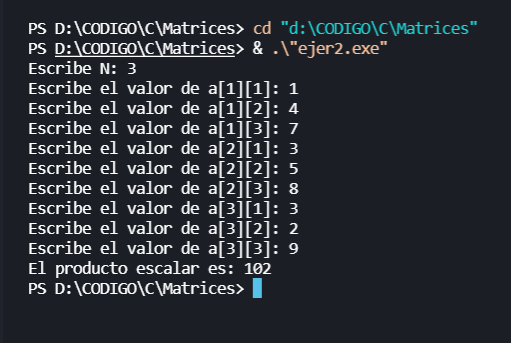 PS D:\CODIGO\C\Matrices> cd "d:\CODIGO\C\Matrices"
PS D:\CODIGO\C\Matrices> & .\"ejer2.exe"
Escribe N: 3
Escribe el valor de a[1][1]: 1
Escribe el valor de a[1][2]: 4
Escribe el valor de a[1][3]: 7
Escribe el valor de a[2][1]: 3
Escribe el valor de a[2][2]: 5
Escribe el valor de a[2][3]: 8
Escribe el valor de a[3][1]: 3
Escribe el valor de a[3][2]: 2
Escribe el valor de a[3][3]: 9
El producto escalar es: 102
PS D:\CODIGO\C\Matrices>